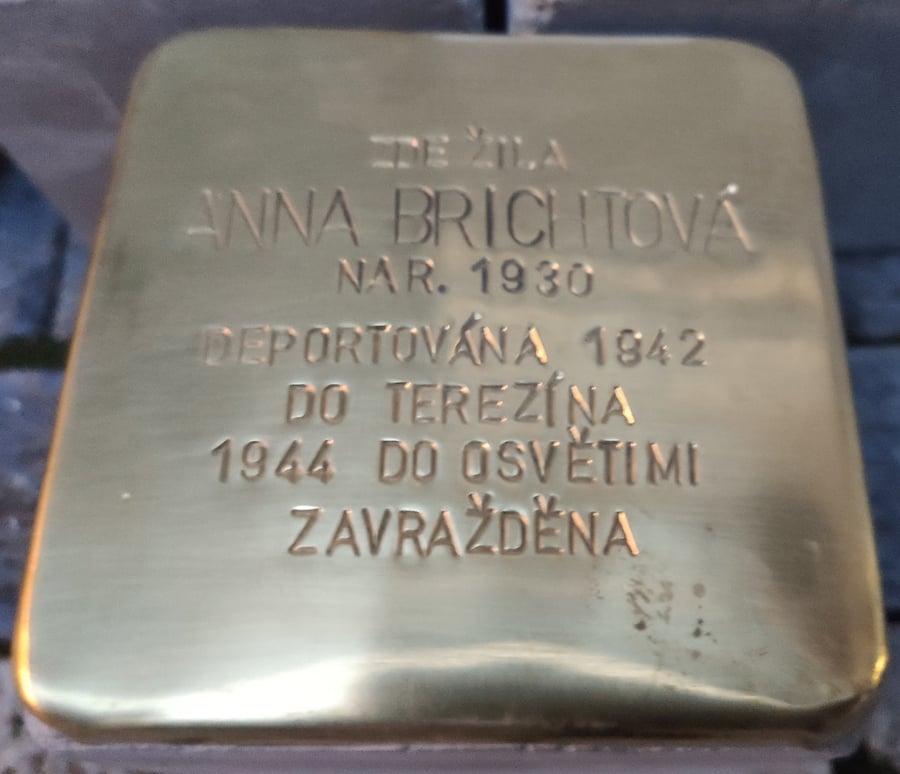 ZDE ŽILA
ANNA BRICHTOVÁ
NAR. 1930
DEPORTOVÁNA 1942
DO TEREZÍNA
1944 DO OSVĚTIMI
ZAVRAŽDĚNA